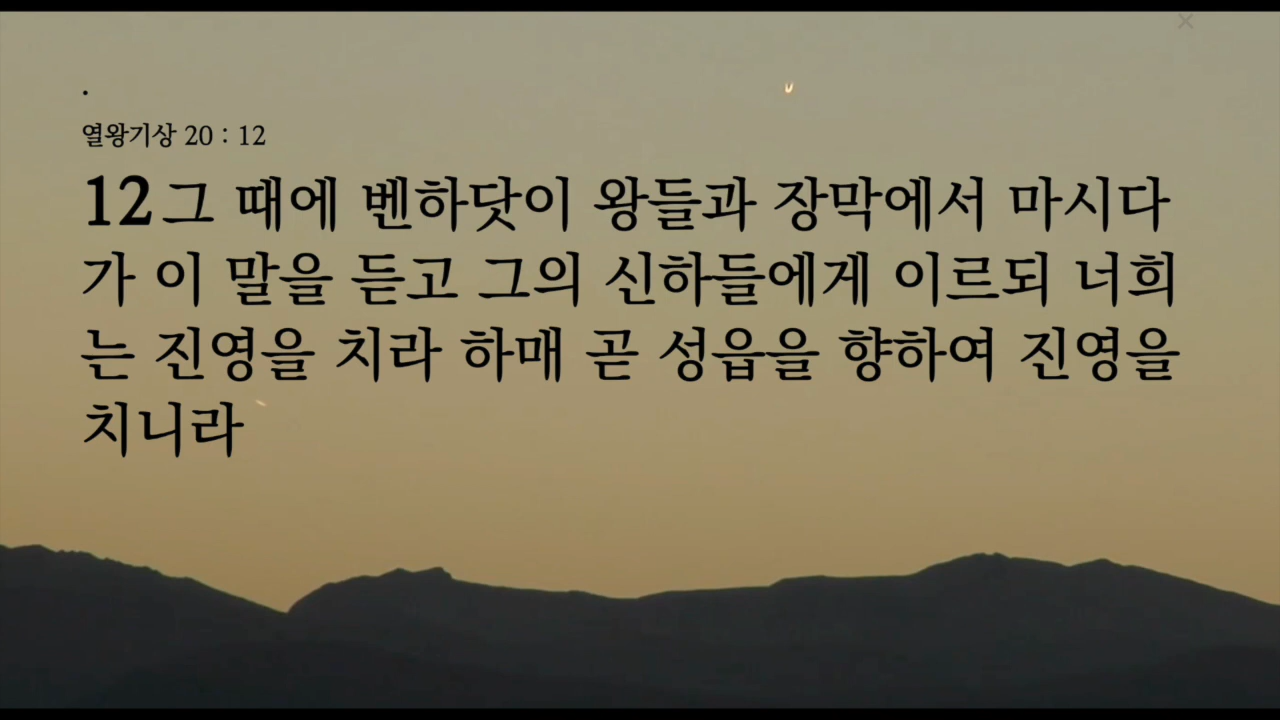 .
열왕기상 20 : 12
12그 때에 벤하닷이 왕들과 장막에서 마시다
가 이 말을 듣고 그의 신하들에게 이르되 너희
는 진영을 치라 하매 곧 성읍을 향하여 진영을
치니라